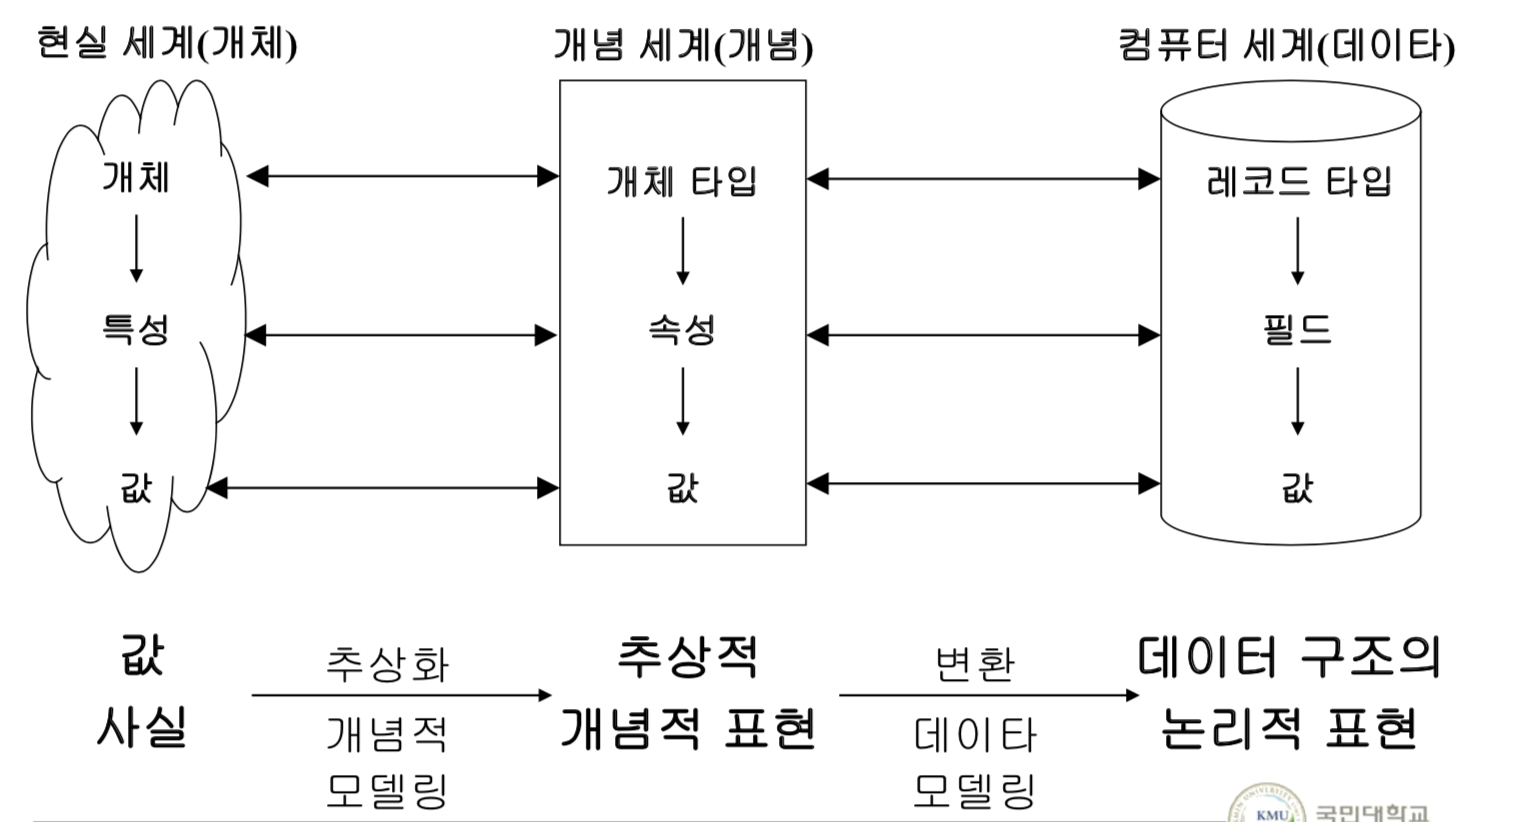 현실 세계(개체)
개념 세계(개념)
컴퓨터 세계(데이타)
개체
개체 타입
레코드 타입
특성
속성
필드
값
값
값
값
사실
추상화
개념적
모델링
추상적
개념적 표현
변환
데이타
모델링
데이터 구조의
논리적 표현
KMU
국민대학교